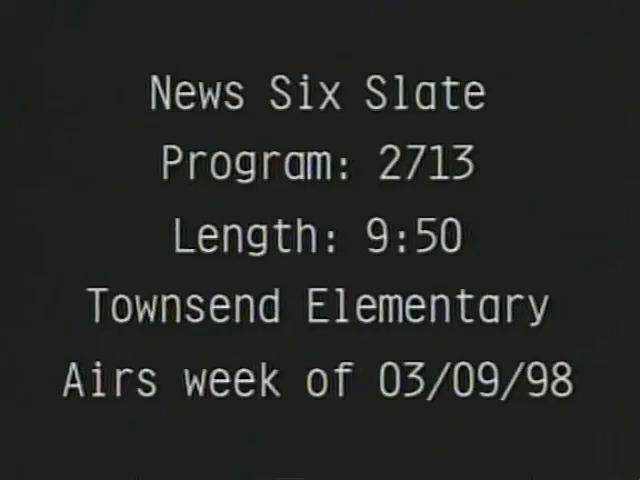 News Six Slate
Program: 2713
Length: 9:50
Townsend Elementary
Airs week of 03/09/98